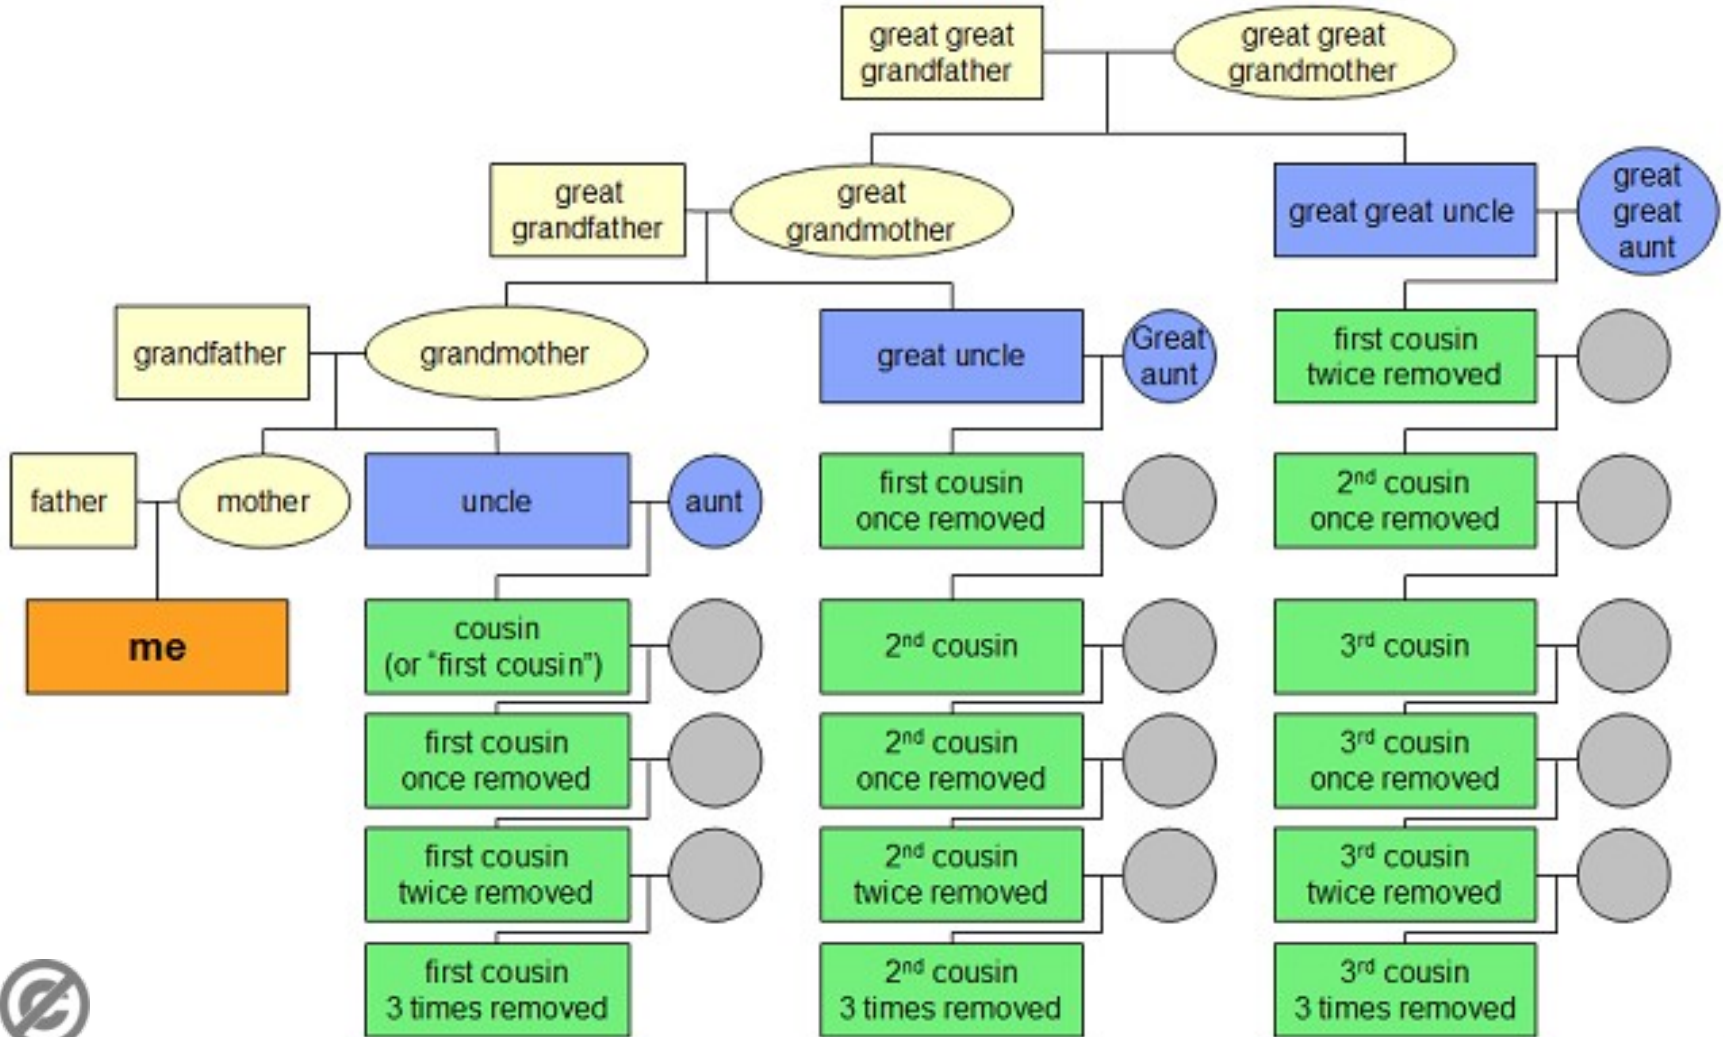 great great
grandfather
great great
grandmother
great
grandfather
great
grandmother
great great uncle
great
great
aunt
grandfather
grandmother
great uncle
Great
aunt
first cousin
twice removed
father
mother
uncle
aunt
first cousin
once removed
2nd cousin
once removed
me
cousin
(or “first cousin”)
2nd cousin
3rd cousin
first cousin
once removed
2nd cousin
once removed
3rd cousin
once removed
first cousin
twice removed
2nd cousin
twice removed
3rd cousin
twice removed
first cousin
3 times removed
2nd cousin
3 times removed
3rd cousin
3 times removed